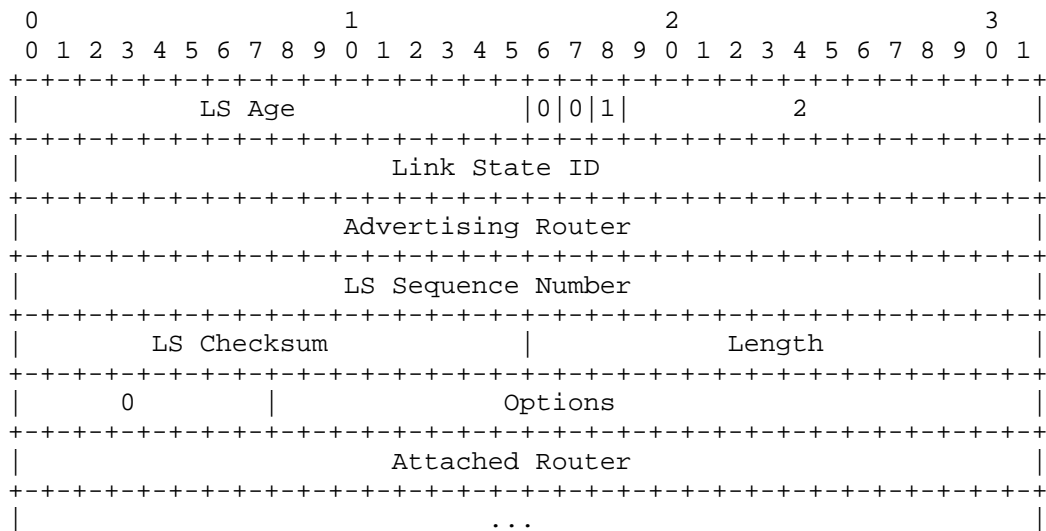 0                   1                   2                   3
 0 1 2 3 4 5 6 7 8 9 0 1 2 3 4 5 6 7 8 9 0 1 2 3 4 5 6 7 8 9 0 1
+-+-+-+-+-+-+-+-+-+-+-+-+-+-+-+-+-+-+-+-+-+-+-+-+-+-+-+-+-+-+-+-+
|           LS Age              |0|0|1|          2              |
+-+-+-+-+-+-+-+-+-+-+-+-+-+-+-+-+-+-+-+-+-+-+-+-+-+-+-+-+-+-+-+-+
|                       Link State ID                           |
+-+-+-+-+-+-+-+-+-+-+-+-+-+-+-+-+-+-+-+-+-+-+-+-+-+-+-+-+-+-+-+-+
|                    Advertising Router                         |
+-+-+-+-+-+-+-+-+-+-+-+-+-+-+-+-+-+-+-+-+-+-+-+-+-+-+-+-+-+-+-+-+
|                    LS Sequence Number                         |
+-+-+-+-+-+-+-+-+-+-+-+-+-+-+-+-+-+-+-+-+-+-+-+-+-+-+-+-+-+-+-+-+
|        LS Checksum            |            Length             |
+-+-+-+-+-+-+-+-+-+-+-+-+-+-+-+-+-+-+-+-+-+-+-+-+-+-+-+-+-+-+-+-+
|      0        |              Options                          |
+-+-+-+-+-+-+-+-+-+-+-+-+-+-+-+-+-+-+-+-+-+-+-+-+-+-+-+-+-+-+-+-+
|                       Attached Router                         |
+-+-+-+-+-+-+-+-+-+-+-+-+-+-+-+-+-+-+-+-+-+-+-+-+-+-+-+-+-+-+-+-+
|                             ...                               |